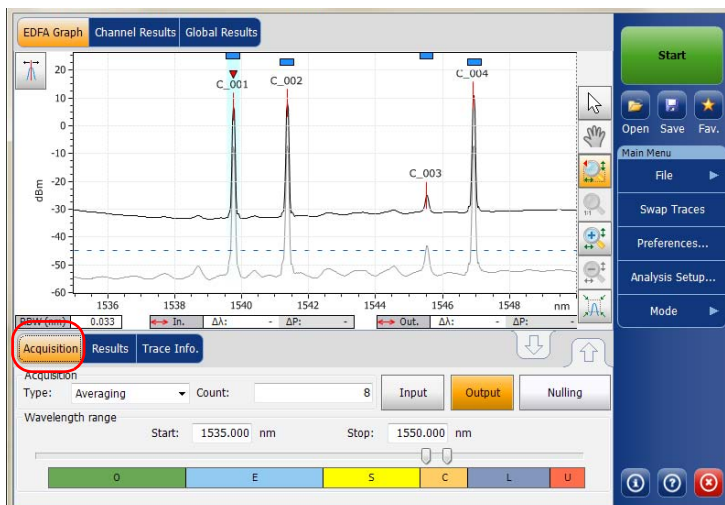 EDFA Graph Channel Results Global Results
Start
Open Save Fav.
Main Menu
File
Swap Traces
Preferences...
Analysis Setup...
Mode
dBm
20
10
0
-10
-20
-30
-40
-50
-60
C_001
C_002
C_003
C_004
1/1
1536 1538 1540 1542 1544 1546 1548 nm
RBW (nm) 0.033 In. Δλ: - ΔP: - Out. Δλ: - ΔP: -
Acquisition Results Trace Info.
Acquisition
Type: Averaging Count: 8 Input Output Nulling
Wavelength range
Start: 1535.000 nm Stop: 1550.000 nm
O E S C L U